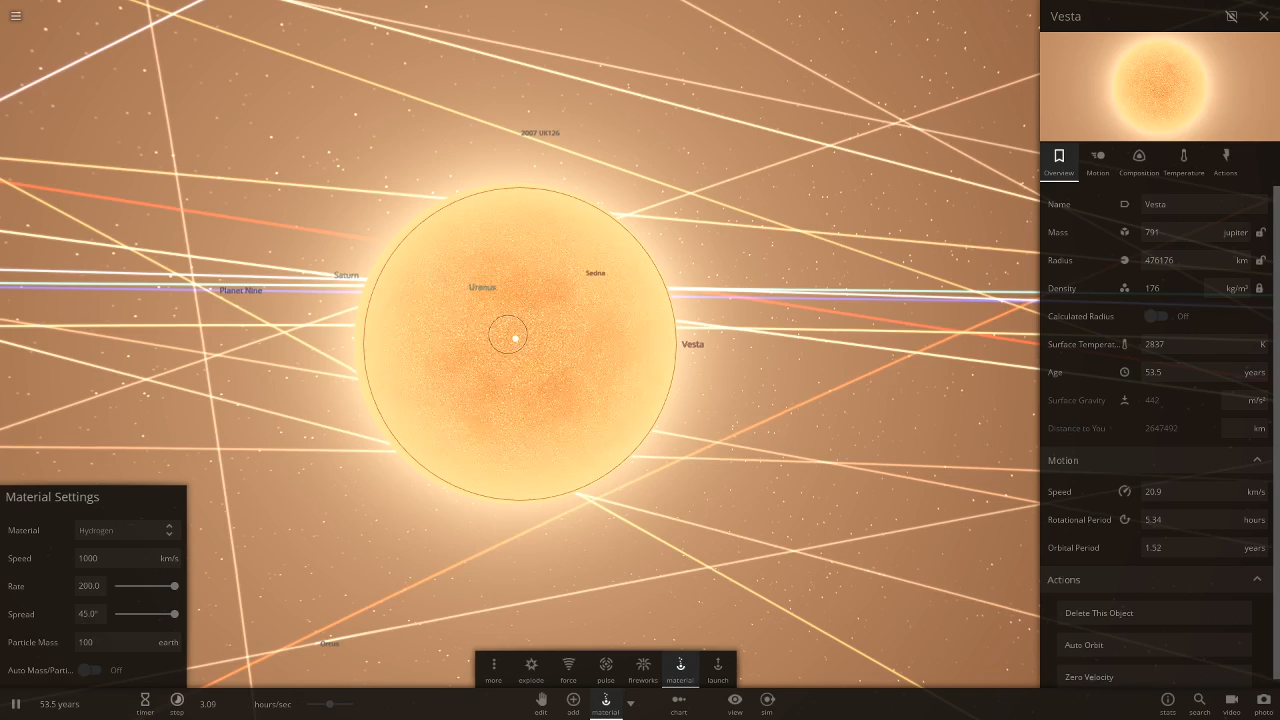 Vesta
2007 UK126
Saturn
Sedna
Uranus
Planet Nine
Vesta
Overview Motion Composition Temperature Actions
Name Vesta
Mass 791 jupiter
Radius 476176 km
Density 176 kg/m³
Calculated Radius Off
Surface Temperat... 2837 K
Age 53.5 years
Surface Gravity 442 m/s²
Distance to You 2647492 km
Motion
Speed 20.9 km/s
Rotational Period 5.34 hours
Orbital Period 1.52 years
Actions
Delete This Object
Auto Orbit
Zero Velocity
Material Settings
Material Hydrogen
Speed 1000 km/s
Rate 200.0
Spread 45.0°
Particle Mass 100 earth
Auto Mass/Parti... Off
more explode force pulse fireworks material launch
53.5 years timer step 3.09 hours/sec edit add material chart view sim stats search video photo